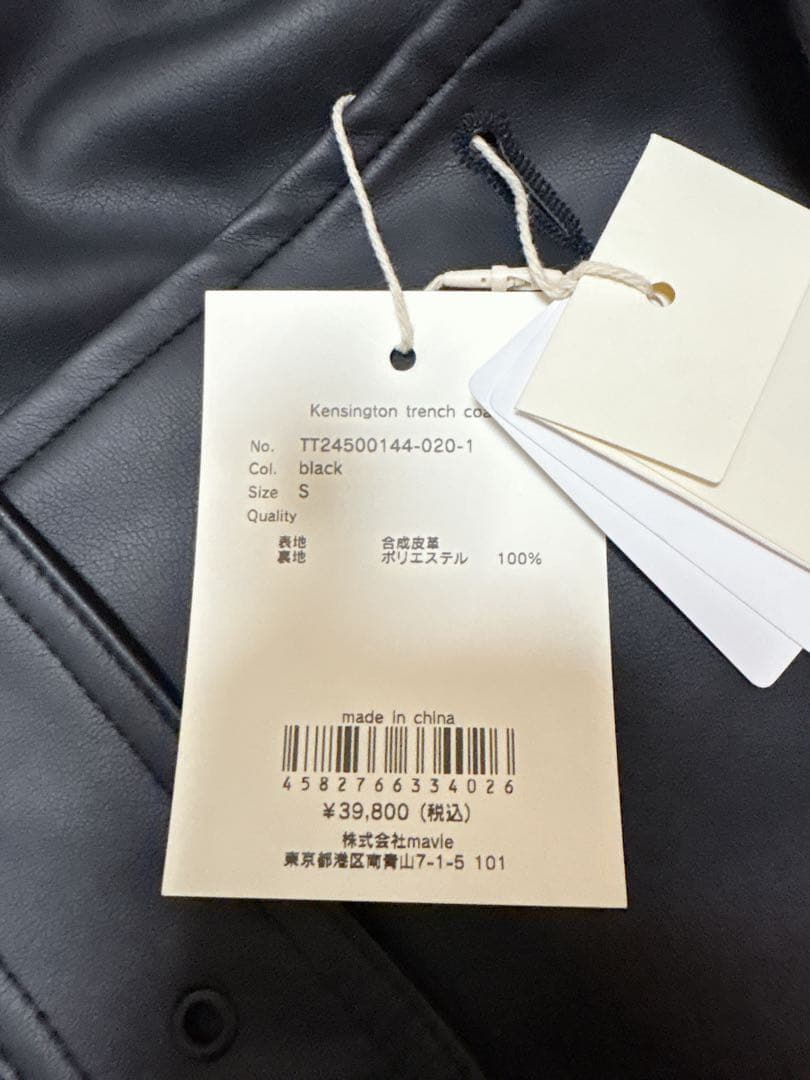 Kensington trench
No. TT24500144-020-1
Col. black
Size S
Quality
表地 合成皮革
裏地 ポリエステル 100%
made in china
4582766334026
¥39,800 (税込)
株式会社mavie
東京都港区南青山7-1-5 101